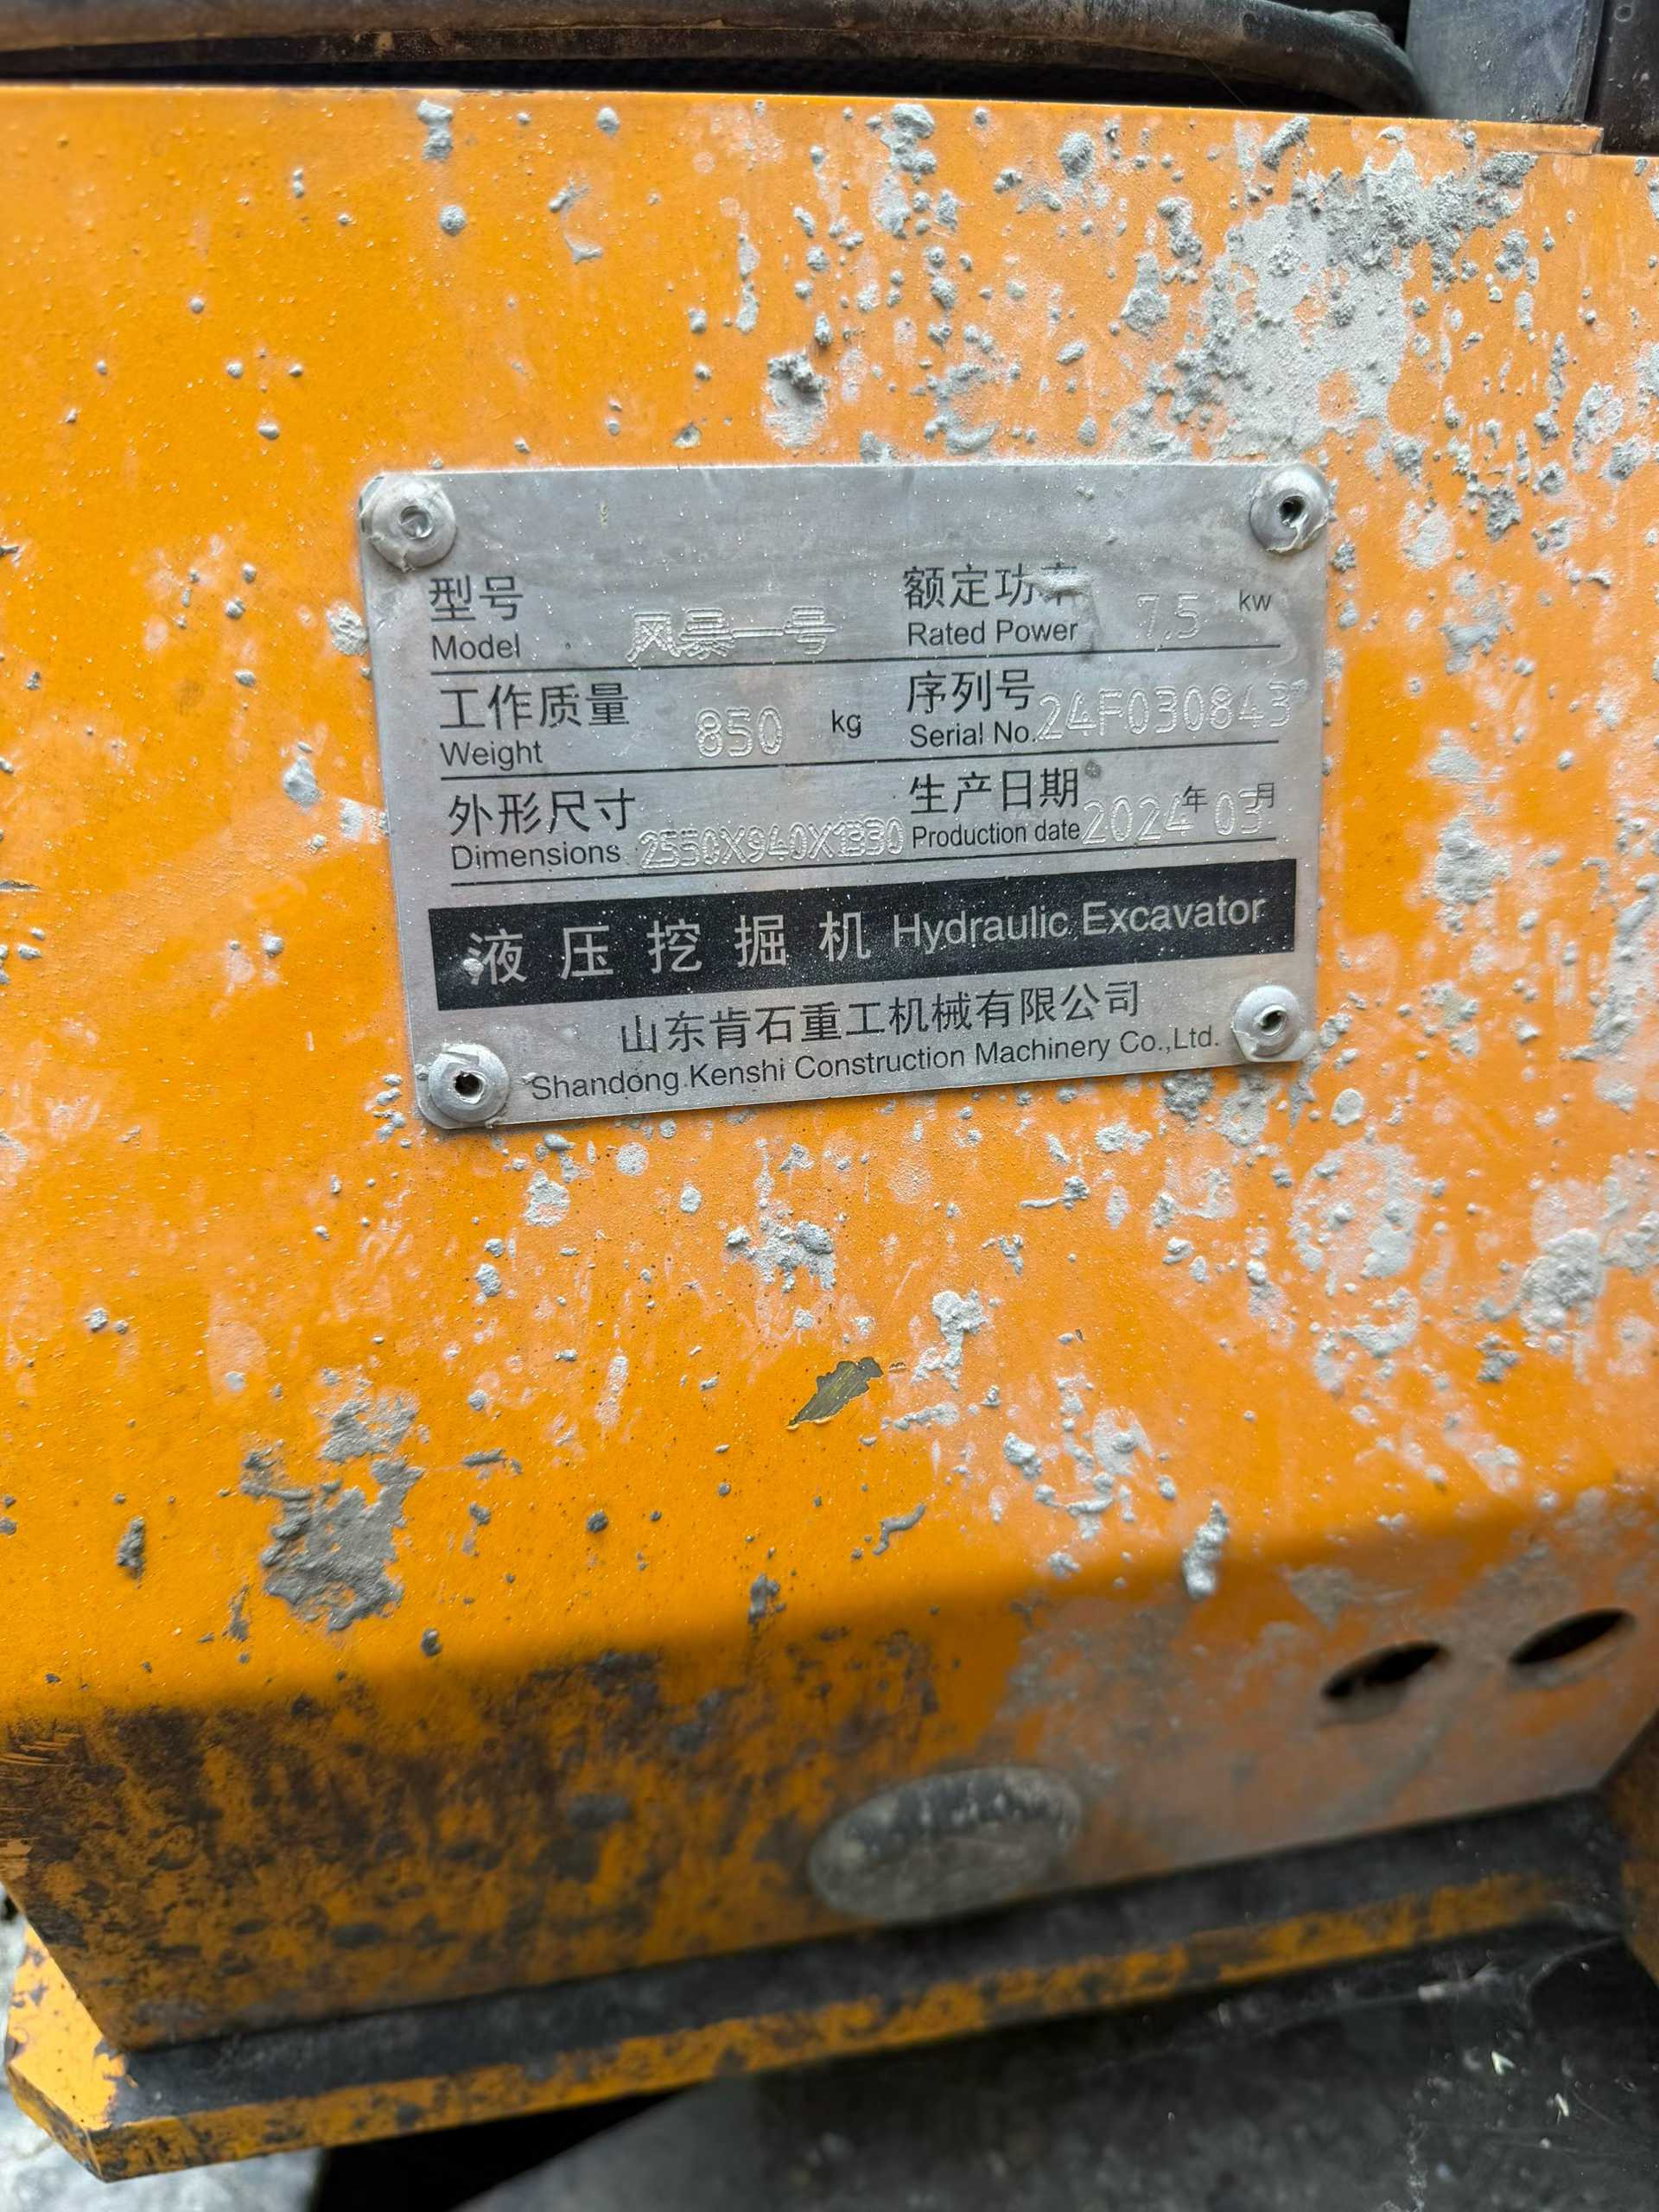 型号 风暴一号 额定功率 7.5 kw
Model Rated Power
工作质量 850 kg 序列号 24F030843
Weight Serial No.
外形尺寸 2550X940X1330 生产日期 2024年03月
Dimensions Production date
液压挖掘机 Hydraulic Excavator
山东肯石重工机械有限公司
Shandong Kenshi Construction Machinery Co.,Ltd.